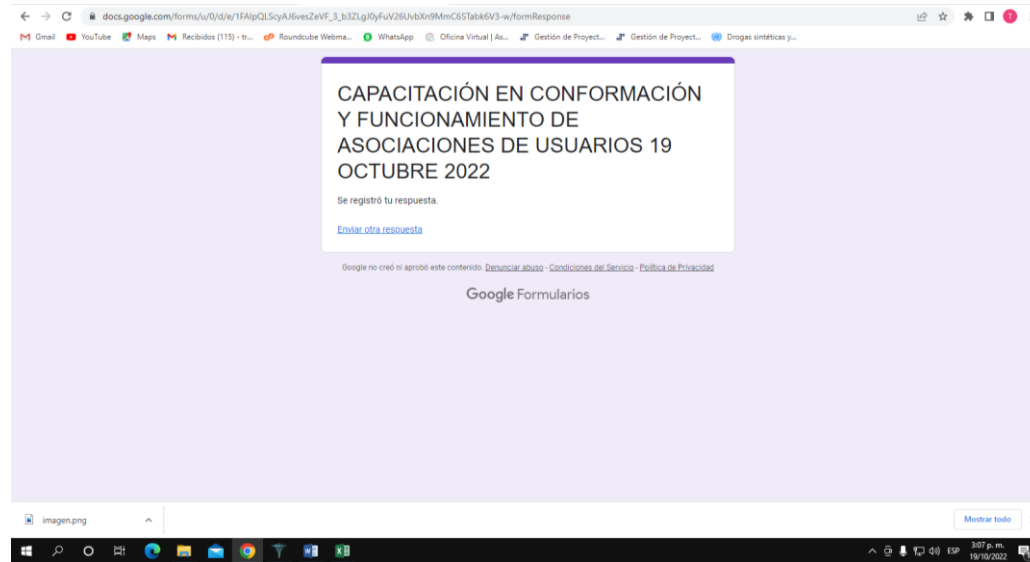 docs.google.com/forms/u/0/d/e/1FAIpQLScyAJ6vesZeVF_3_b3ZLgJ0yFuV26UvbXn9MmC6STabk6V3-w/formResponse
T
Gmail YouTube Maps Recibidos (115) - tr... Roundcube Webma... WhatsApp Oficina Virtual | As... Gestión de Proyect... Gestión de Proyect... Drogas sintéticas y...
CAPACITACIÓN EN CONFORMACIÓN
Y FUNCIONAMIENTO DE
ASOCIACIONES DE USUARIOS 19
OCTUBRE 2022
Se registró tu respuesta.
Enviar otra respuesta
Google no creó ni aprobó este contenido. Denunciar abuso - Condiciones del Servicio - Política de Privacidad
Google Formularios
imagen.png
Mostrar todo
ESP
3:07 p. m.
19/10/2022